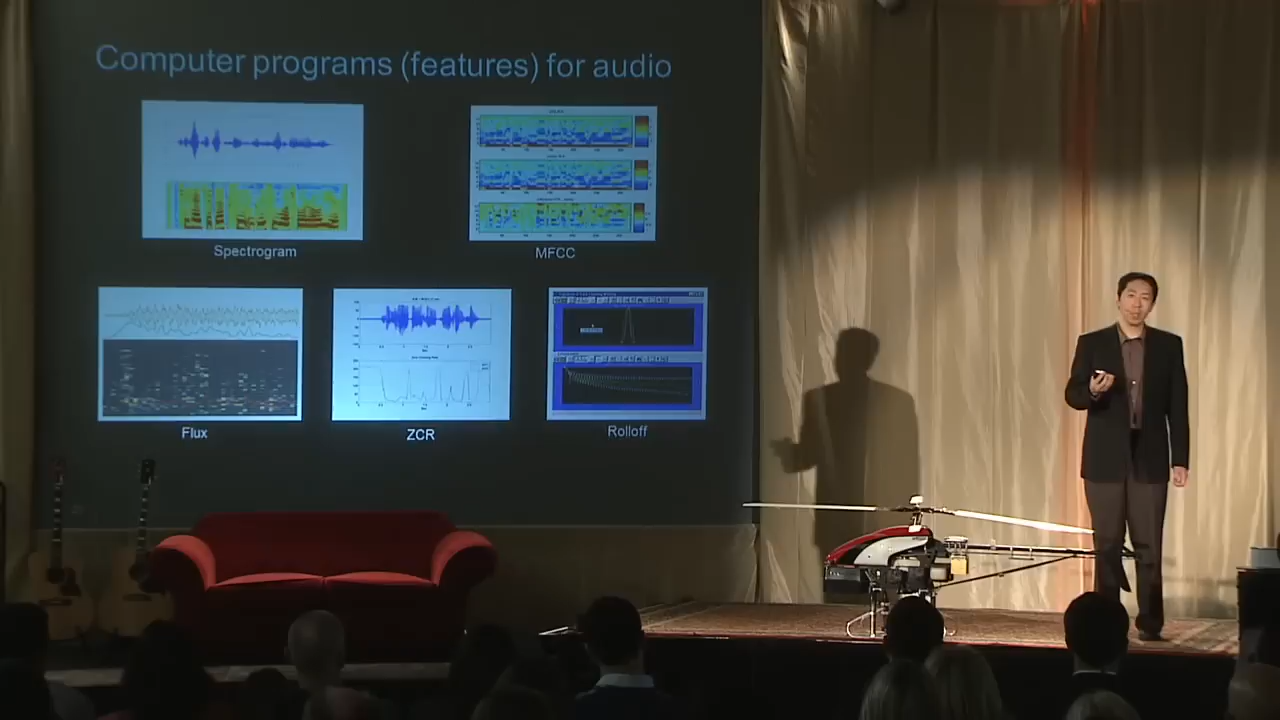 Computer programs (features) for audio
Spectrogram
MFCC
Flux
ZCR
Rolloff